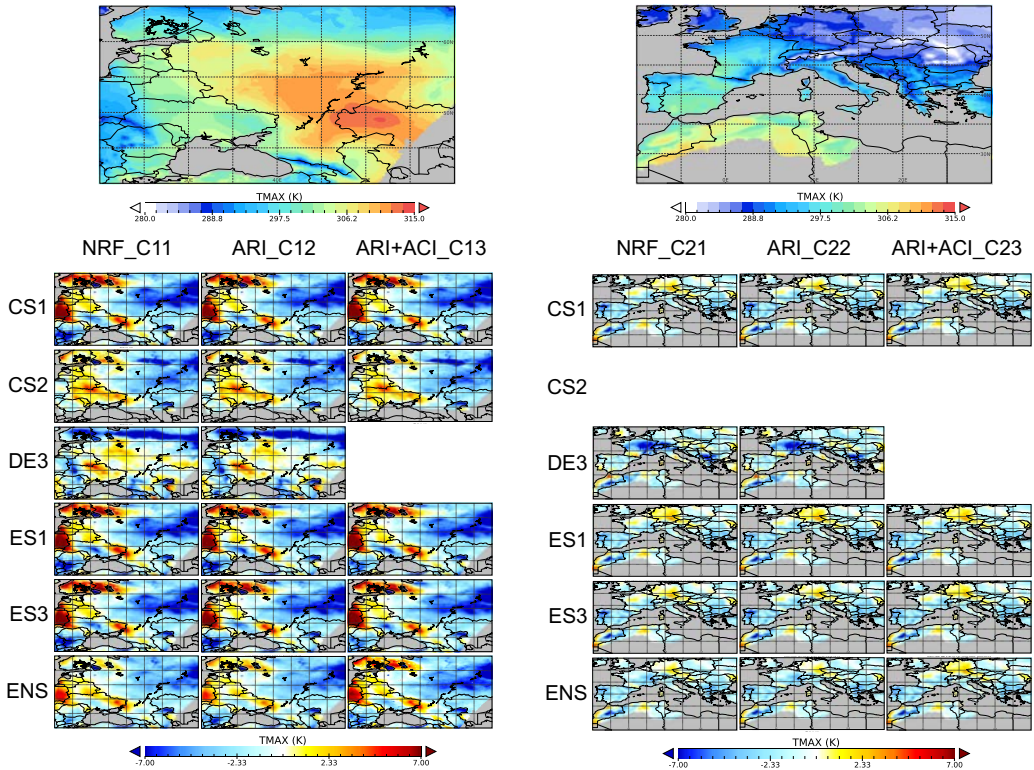 TMAX (K)
280.0 288.8 297.5 306.2 315.0
TMAX (K)
280.0 288.8 297.5 306.2 315.0
NRF_C11 ARI_C12 ARI+ACI_C13
NRF_C21 ARI_C22 ARI+ACI_C23
CS1
CS2
DE3
ES1
ES3
ENS
CS1
CS2
DE3
ES1
ES3
ENS
TMAX (K)
-7.00 -2.33 2.33 7.00
TMAX (K)
-7.00 -2.33 2.33 7.00